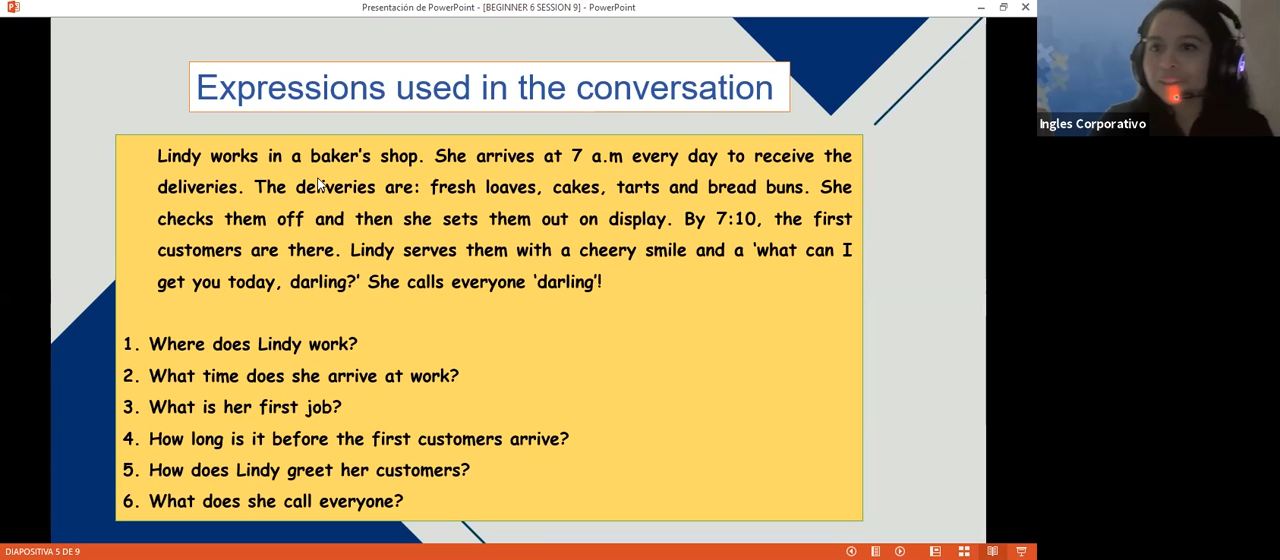 Presentación de PowerPoint - [BEGINNER 6 SESSION 9] - PowerPoint
Expressions used in the conversation
Lindy works in a baker's shop. She arrives at 7 a.m every day to receive the
deliveries. The deliveries are: fresh loaves, cakes, tarts and bread buns. She
checks them off and then she sets them out on display. By 7:10, the first
customers are there. Lindy serves them with a cheery smile and a 'what can I
get you today, darling?' She calls everyone 'darling'!
1. Where does Lindy work?
2. What time does she arrive at work?
3. What is her first job?
4. How long is it before the first customers arrive?
5. How does Lindy greet her customers?
6. What does she call everyone?
Ingles Corporativo
DIAPOSITIVA 5 DE 9